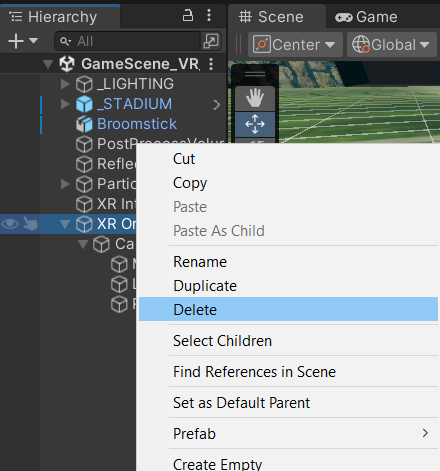 Hierarchy
Scene
Game
All
Center
Global
GameScene_VR_
_LIGHTING
_STADIUM
Broomstick
PostProcessVolur
Reflec
Partic
XR Int
XR Or
Ca
Cut
Copy
Paste
Paste As Child
Rename
Duplicate
Delete
Select Children
Find References in Scene
Set as Default Parent
Prefab
Create Empty